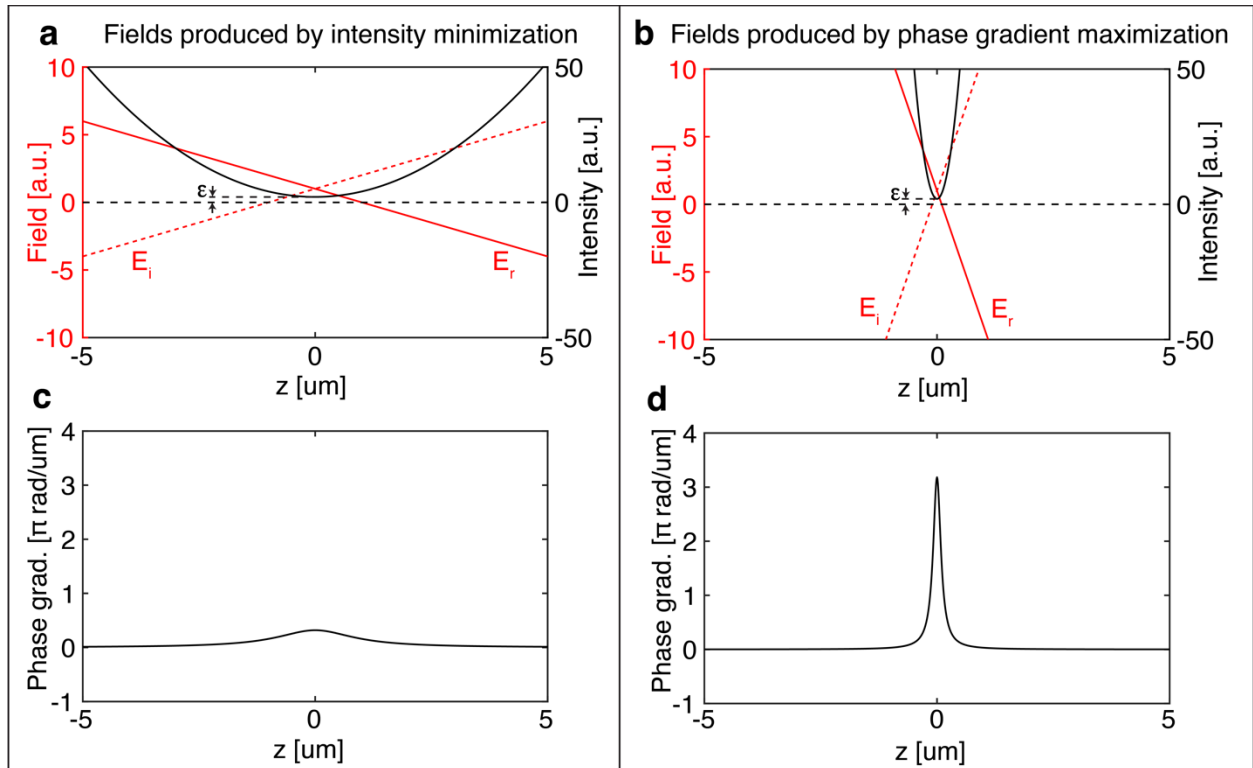 a Fields produced by intensity minimization
10
5
0
-5
-10
Field [a.u.]
50
0
-50
Intensity [a.u.]
ε
E_i
E_r
-5 0 5
z [um]
b Fields produced by phase gradient maximization
10
5
0
-5
-10
Field [a.u.]
50
0
-50
Intensity [a.u.]
ε
E_i
E_r
-5 0 5
z [um]
c
4
3
2
1
0
-1
Phase grad. [π rad/um]
-5 0 5
z [um]
d
4
3
2
1
0
-1
Phase grad. [π rad/um]
-5 0 5
z [um]